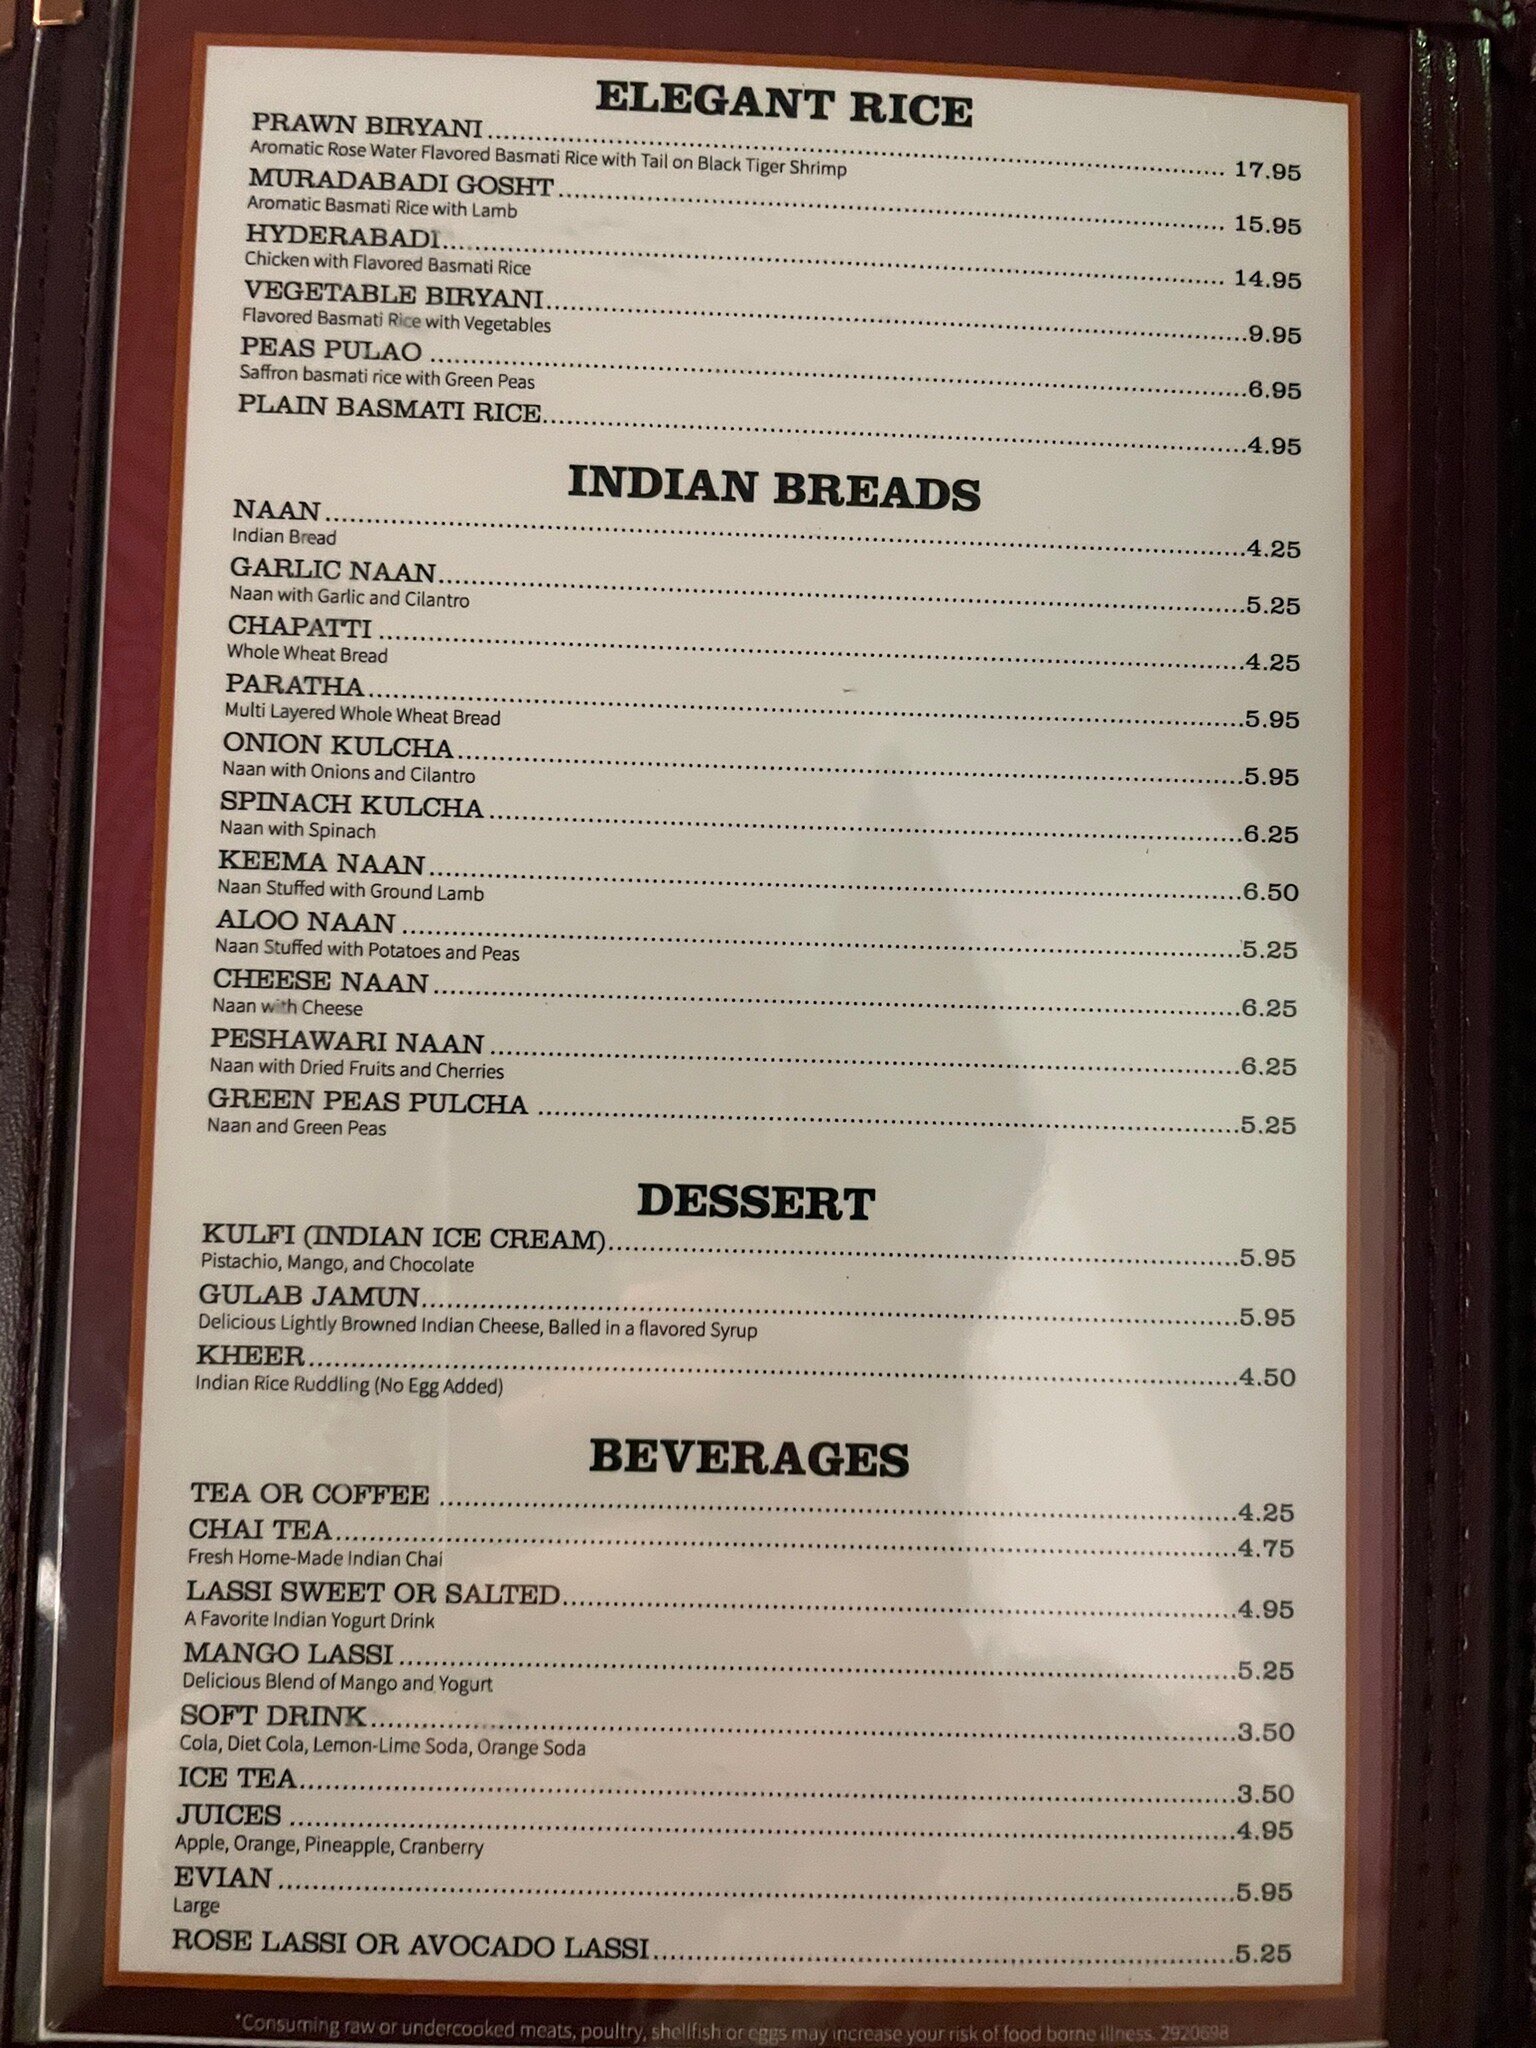 ELEGANT RICE
PRAWN BIRYANI ........ 17.95
Aromatic Rose Water Flavored Basmati Rice with Tail on Black Tiger Shrimp
MURADABADI GOSHT ........ 15.95
Aromatic Basmati Rice with Lamb
HYDERABADI ........ 14.95
Chicken with Flavored Basmati Rice
VEGETABLE BIRYANI ........ 9.95
Flavored Basmati Rice with Vegetables
PEAS PULAO ........ 6.95
Saffron basmati rice with Green Peas
PLAIN BASMATI RICE ........ 4.95
INDIAN BREADS
NAAN ........ 4.25
Indian Bread
GARLIC NAAN ........ 5.25
Naan with Garlic and Cilantro
CHAPATTI ........ 4.25
Whole Wheat Bread
PARATHA ........ 5.95
Multi Layered Whole Wheat Bread
ONION KULCHA ........ 5.95
Naan with Onions and Cilantro
SPINACH KULCHA ........ 6.25
Naan with Spinach
KEEMA NAAN ........ 6.50
Naan Stuffed with Ground Lamb
ALOO NAAN ........ 5.25
Naan Stuffed with Potatoes and Peas
CHEESE NAAN ........ 6.25
Naan with Cheese
PESHAWARI NAAN ........ 6.25
Naan with Dried Fruits and Cherries
GREEN PEAS PULCHA ........ 5.25
Naan and Green Peas
DESSERT
KULFI (INDIAN ICE CREAM) ........ 5.95
Pistachio, Mango, and Chocolate
GULAB JAMUN ........ 5.95
Delicious Lightly Browned Indian Cheese, Balled in a flavored Syrup
KHEER ........ 4.50
Indian Rice Ruddling (No Egg Added)
BEVERAGES
TEA OR COFFEE ........ 4.25
CHAI TEA ........ 4.75
Fresh Home-Made Indian Chai
LASSI SWEET OR SALTED ........ 4.95
A Favorite Indian Yogurt Drink
MANGO LASSI ........ 5.25
Delicious Blend of Mango and Yogurt
SOFT DRINK ........ 3.50
Cola, Diet Cola, Lemon-Lime Soda, Orange Soda
ICE TEA ........ 3.50
JUICES ........ 4.95
Apple, Orange, Pineapple, Cranberry
EVIAN ........ 5.95
Large
ROSE LASSI OR AVOCADO LASSI ........ 5.25
*Consuming raw or undercooked meats, poultry, shellfish or eggs may increase your risk of food borne illness. 2920698